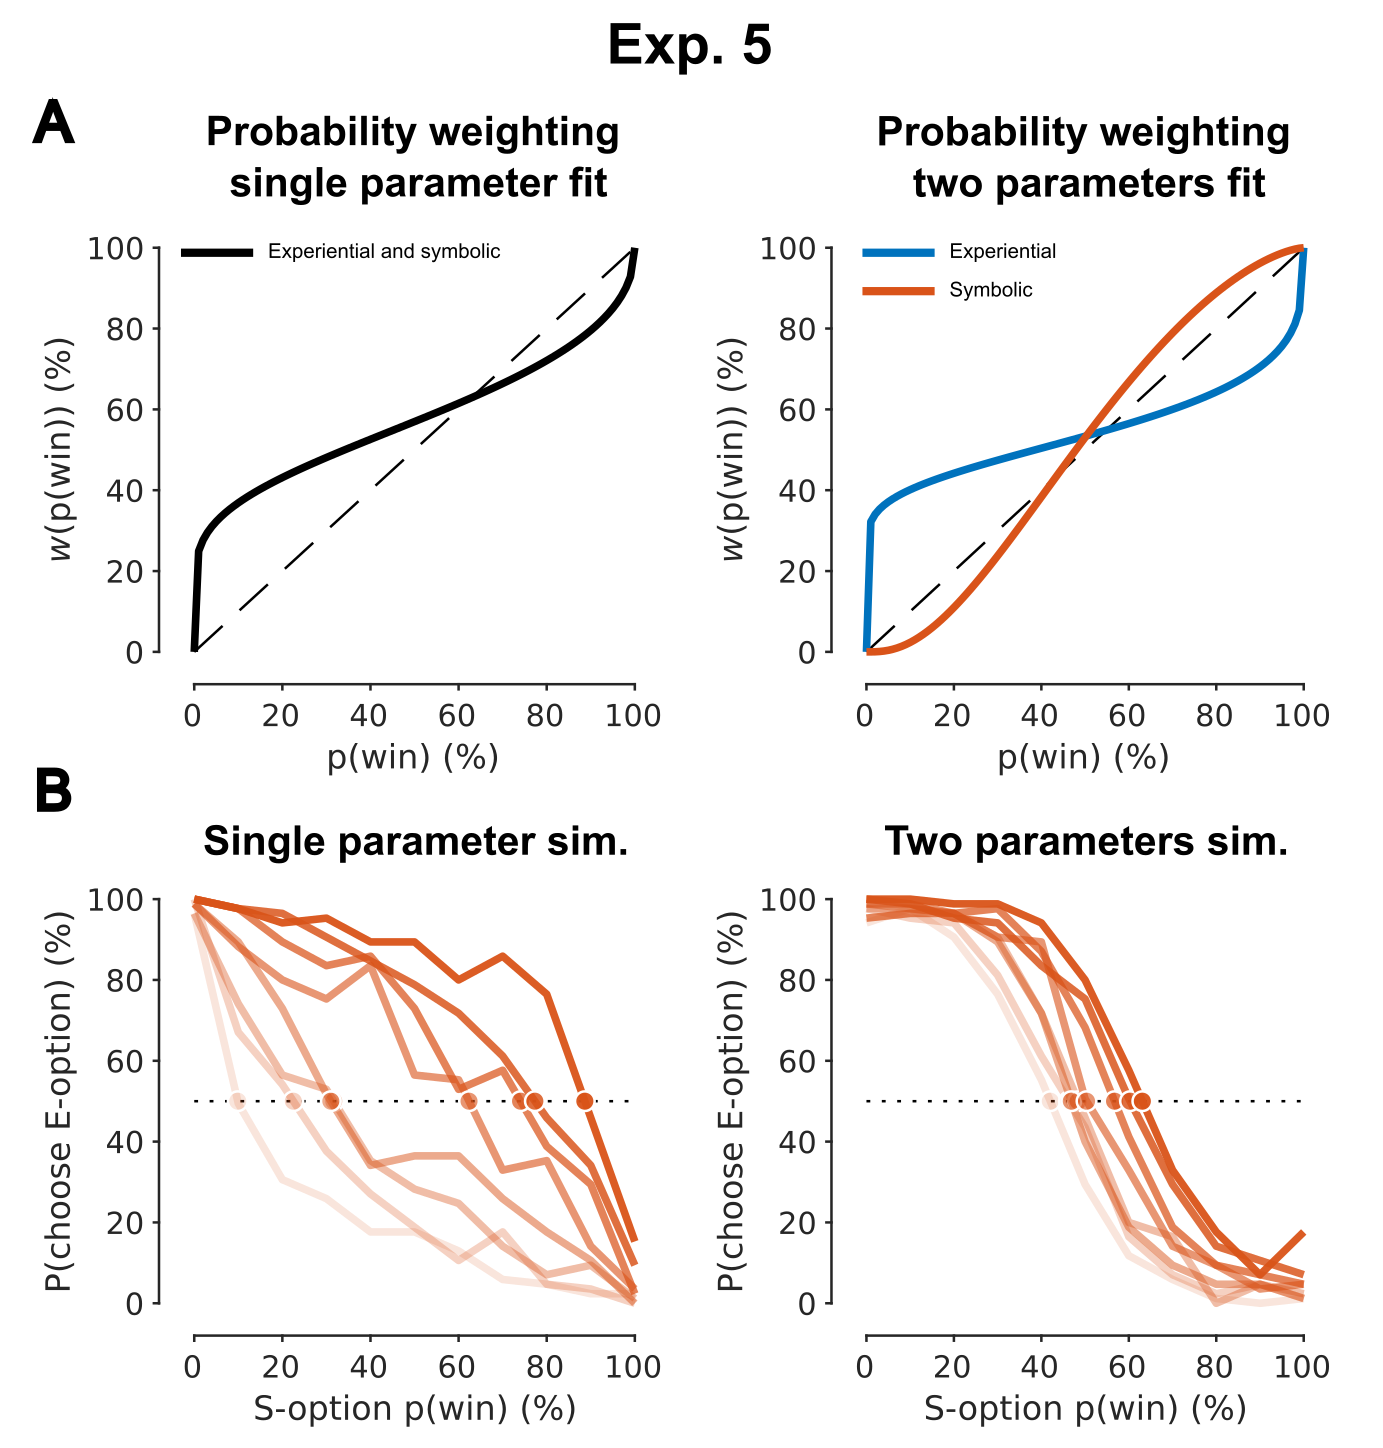 Exp. 5
A
Probability weighting
single parameter fit
Experiential and symbolic
w(p(win)) (%)
100
80
60
40
20
0
0 20 40 60 80 100
p(win) (%)
Probability weighting
two parameters fit
Experiential
Symbolic
w(p(win)) (%)
100
80
60
40
20
0
0 20 40 60 80 100
p(win) (%)
B
Single parameter sim.
P(choose E-option) (%)
100
80
60
40
20
0
0 20 40 60 80 100
S-option p(win) (%)
Two parameters sim.
P(choose E-option) (%)
100
80
60
40
20
0
0 20 40 60 80 100
S-option p(win) (%)